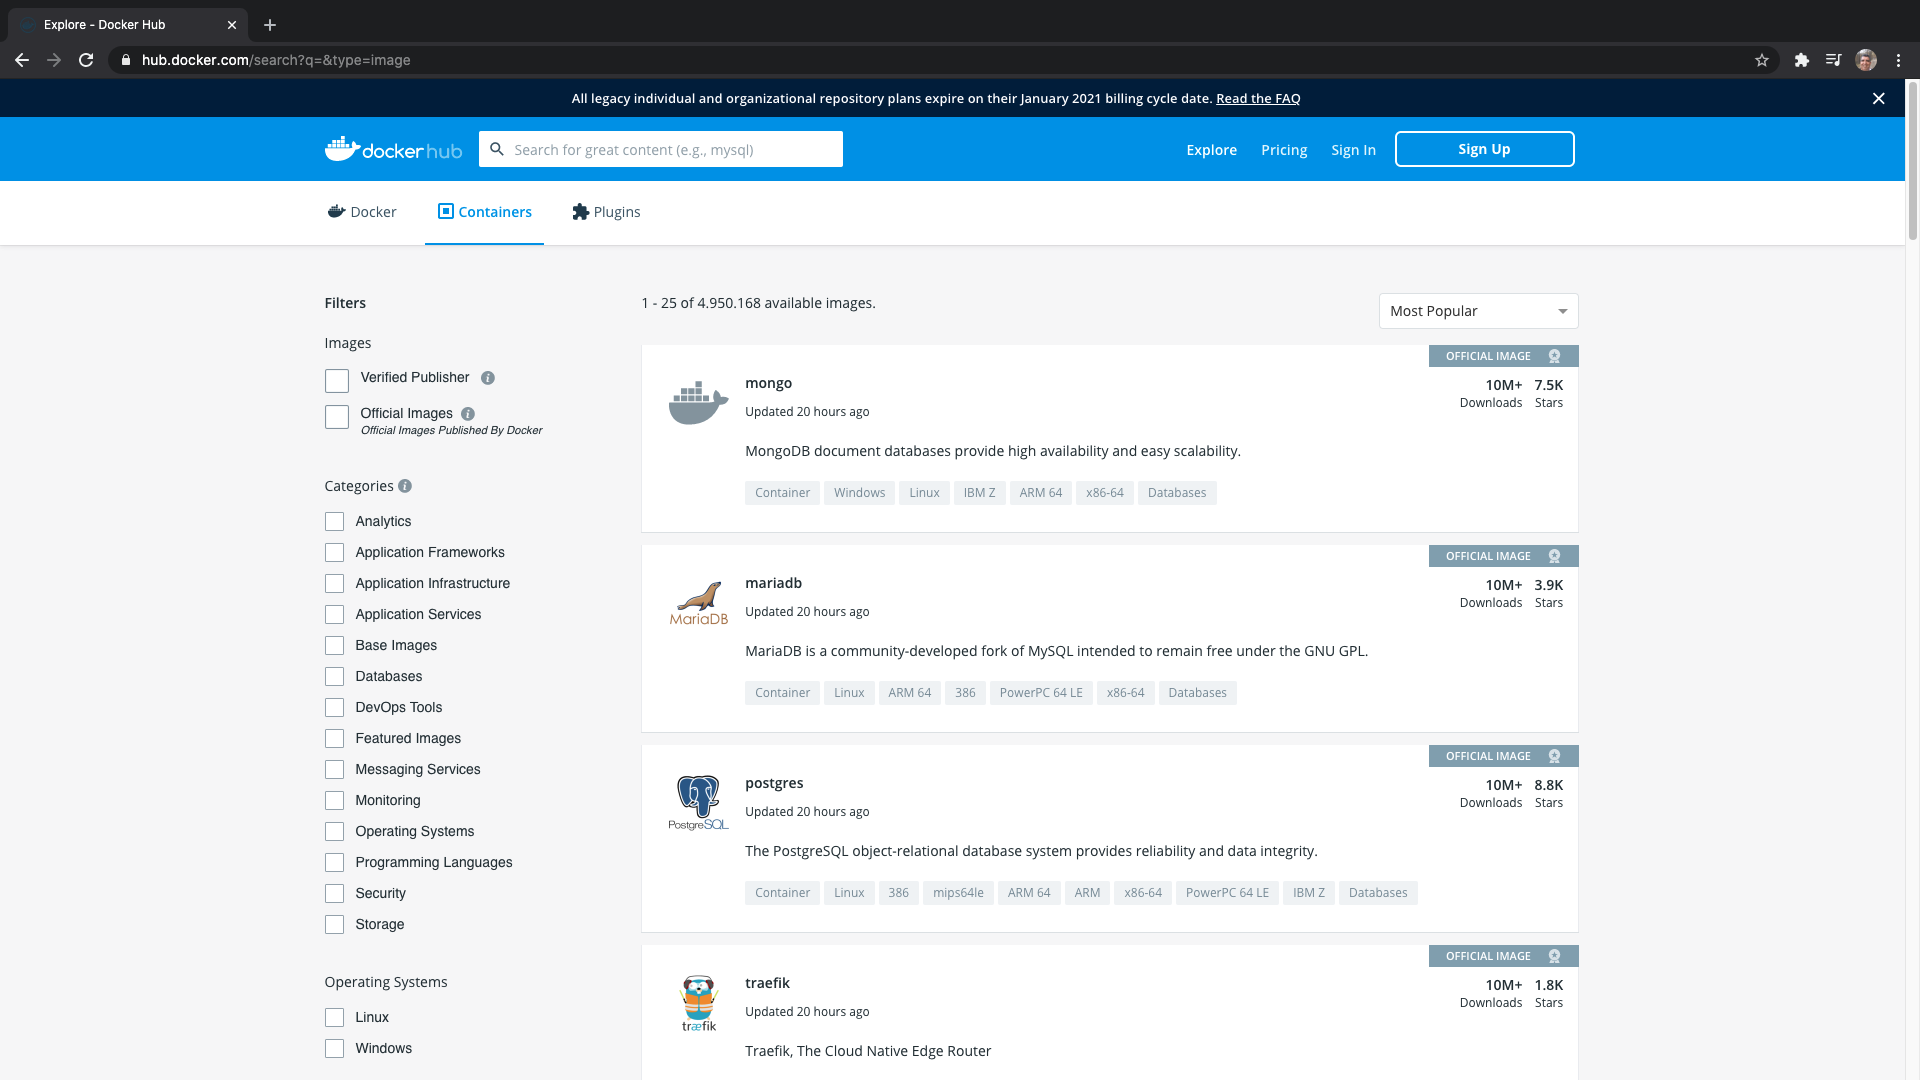 Explore - Docker Hub
hub.docker.com/search?q=&type=image
All legacy individual and organizational repository plans expire on their January 2021 billing cycle date. Read the FAQ
docker hub
Search for great content (e.g., mysql)
Explore
Pricing
Sign In
Sign Up
Docker
Containers
Plugins
Filters
Images
Verified Publisher
Official Images
Official Images Published By Docker
Categories
Analytics
Application Frameworks
Application Infrastructure
Application Services
Base Images
Databases
DevOps Tools
Featured Images
Messaging Services
Monitoring
Operating Systems
Programming Languages
Security
Storage
Operating Systems
Linux
Windows
1 - 25 of 4.950.168 available images.
Most Popular
OFFICIAL IMAGE
mongo
Updated 20 hours ago
10M+ 7.5K
Downloads Stars
MongoDB document databases provide high availability and easy scalability.
Container Windows Linux IBM Z ARM 64 x86-64 Databases
OFFICIAL IMAGE
MariaDB
mariadb
Updated 20 hours ago
10M+ 3.9K
Downloads Stars
MariaDB is a community-developed fork of MySQL intended to remain free under the GNU GPL.
Container Linux ARM 64 386 PowerPC 64 LE x86-64 Databases
OFFICIAL IMAGE
PostgreSQL
postgres
Updated 20 hours ago
10M+ 8.8K
Downloads Stars
The PostgreSQL object-relational database system provides reliability and data integrity.
Container Linux 386 mips64le ARM 64 ARM x86-64 PowerPC 64 LE IBM Z Databases
OFFICIAL IMAGE
træfik
traefik
Updated 20 hours ago
10M+ 1.8K
Downloads Stars
Traefik, The Cloud Native Edge Router